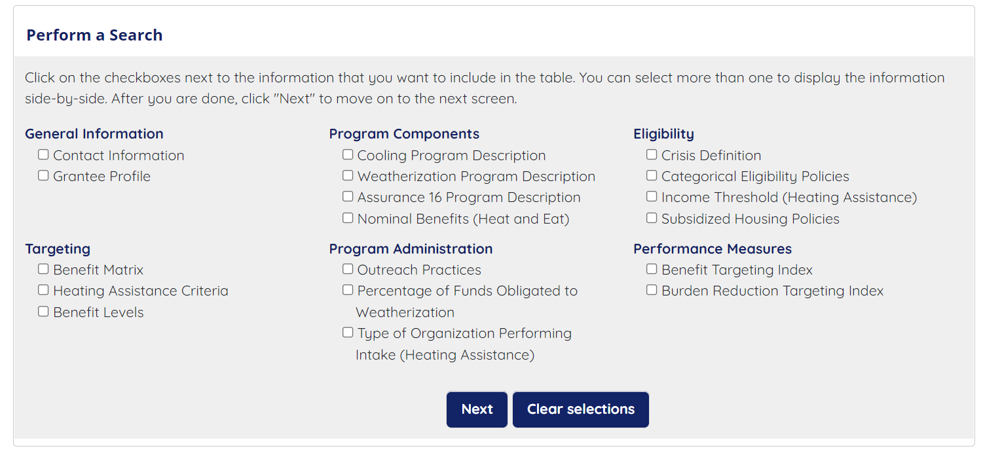 Perform a Search
Click on the checkboxes next to the information that you want to include in the table. You can select more than one to display the information
side-by-side. After you are done, click "Next" to move on to the next screen.
General Information
Contact Information
Grantee Profile
Program Components
Cooling Program Description
Weatherization Program Description
Assurance 16 Program Description
Nominal Benefits (Heat and Eat)
Eligibility
Crisis Definition
Categorical Eligibility Policies
Income Threshold (Heating Assistance)
Subsidized Housing Policies
Targeting
Benefit Matrix
Heating Assistance Criteria
Benefit Levels
Program Administration
Outreach Practices
Percentage of Funds Obligated to
Weatherization
Type of Organization Performing
Intake (Heating Assistance)
Performance Measures
Benefit Targeting Index
Burden Reduction Targeting Index
Next
Clear selections